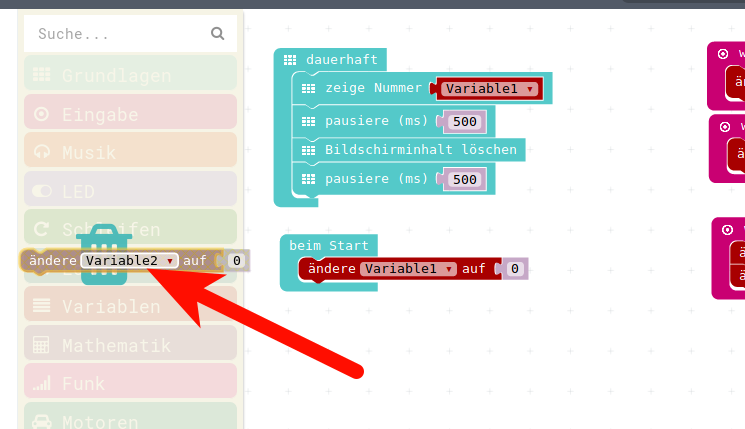 Suche...
Grundlagen
Eingabe
Musik
LED
ändere Variable2 auf 0
Variablen
Mathematik
Funk
Motoren
dauerhaft
zeige Nummer Variable1
pausiere (ms) 500
Bildschirminhalt löschen
pausiere (ms) 500
beim Start
ändere Variable1 auf 0